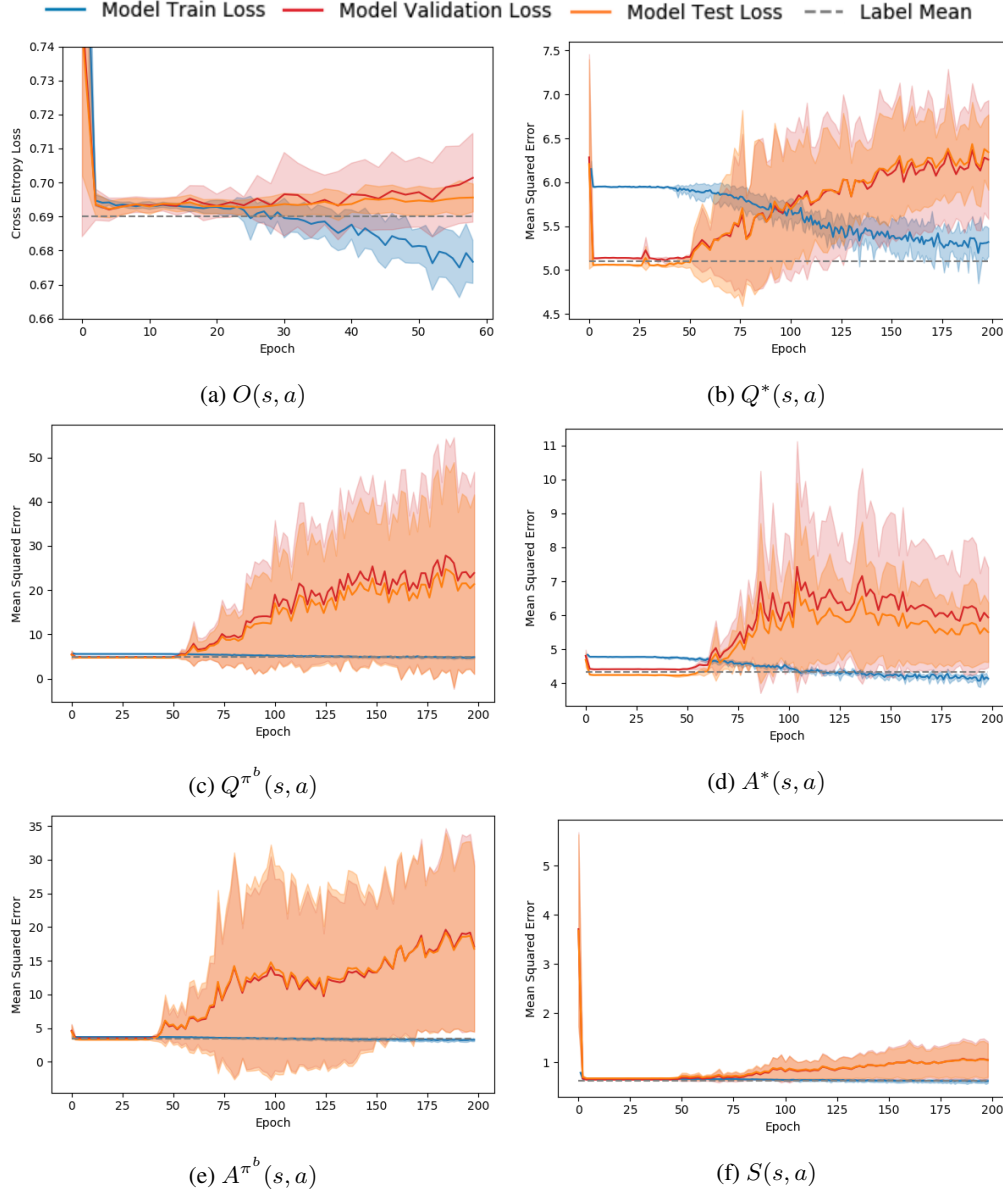 Model Train Loss Model Validation Loss Model Test Loss Label Mean
0.74
0.73
0.72
0.71
0.70
0.69
0.68
0.67
0.66
Cross Entropy Loss
0 10 20 30 40 50 60
Epoch
(a) O(s, a)
7.5
7.0
6.5
6.0
5.5
5.0
4.5
Mean Squared Error
0 25 50 75 100 125 150 175 200
Epoch
(b) Q*(s, a)
50
40
30
20
10
0
Mean Squared Error
0 25 50 75 100 125 150 175 200
Epoch
(c) Q^{π^b}(s, a)
11
10
9
8
7
6
5
4
Mean Squared Error
0 25 50 75 100 125 150 175 200
Epoch
(d) A*(s, a)
35
30
25
20
15
10
5
0
Mean Squared Error
0 25 50 75 100 125 150 175 200
Epoch
(e) A^{π^b}(s, a)
5
4
3
2
1
Mean Squared Error
0 25 50 75 100 125 150 175 200
Epoch
(f) S(s, a)